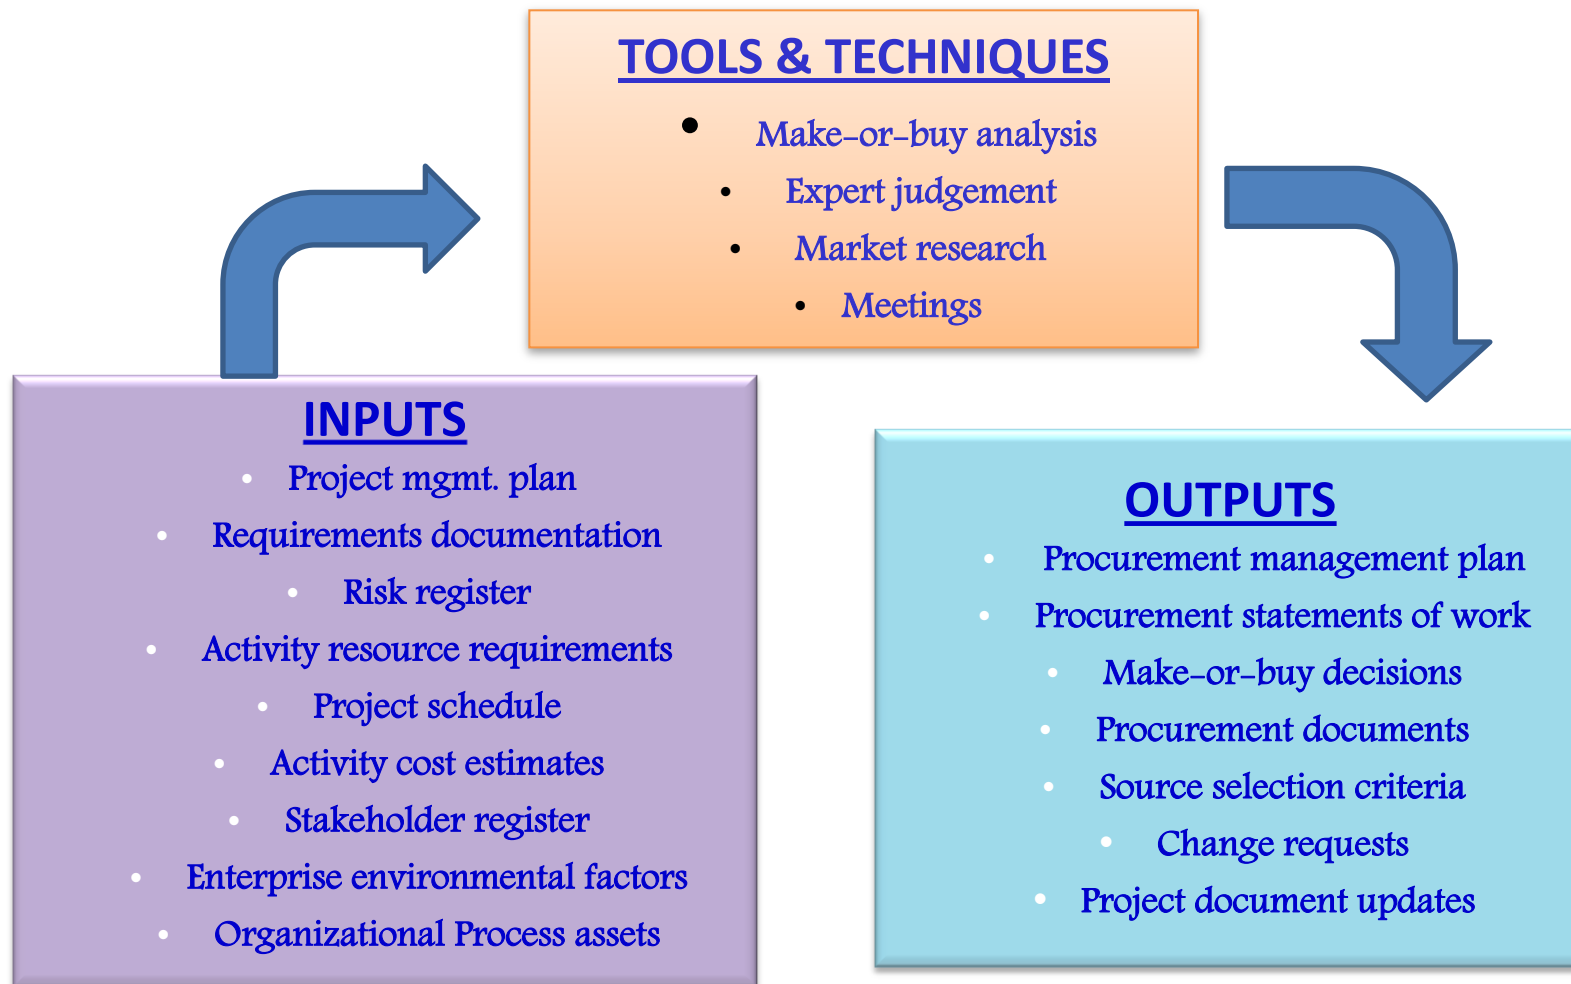 TOOLS & TECHNIQUES
• Make-or-buy analysis
• Expert judgement
• Market research
• Meetings
INPUTS
• Project mgmt. plan
• Requirements documentation
• Risk register
• Activity resource requirements
• Project schedule
• Activity cost estimates
• Stakeholder register
• Enterprise environmental factors
• Organizational Process assets
OUTPUTS
• Procurement management plan
• Procurement statements of work
• Make-or-buy decisions
• Procurement documents
• Source selection criteria
• Change requests
• Project document updates